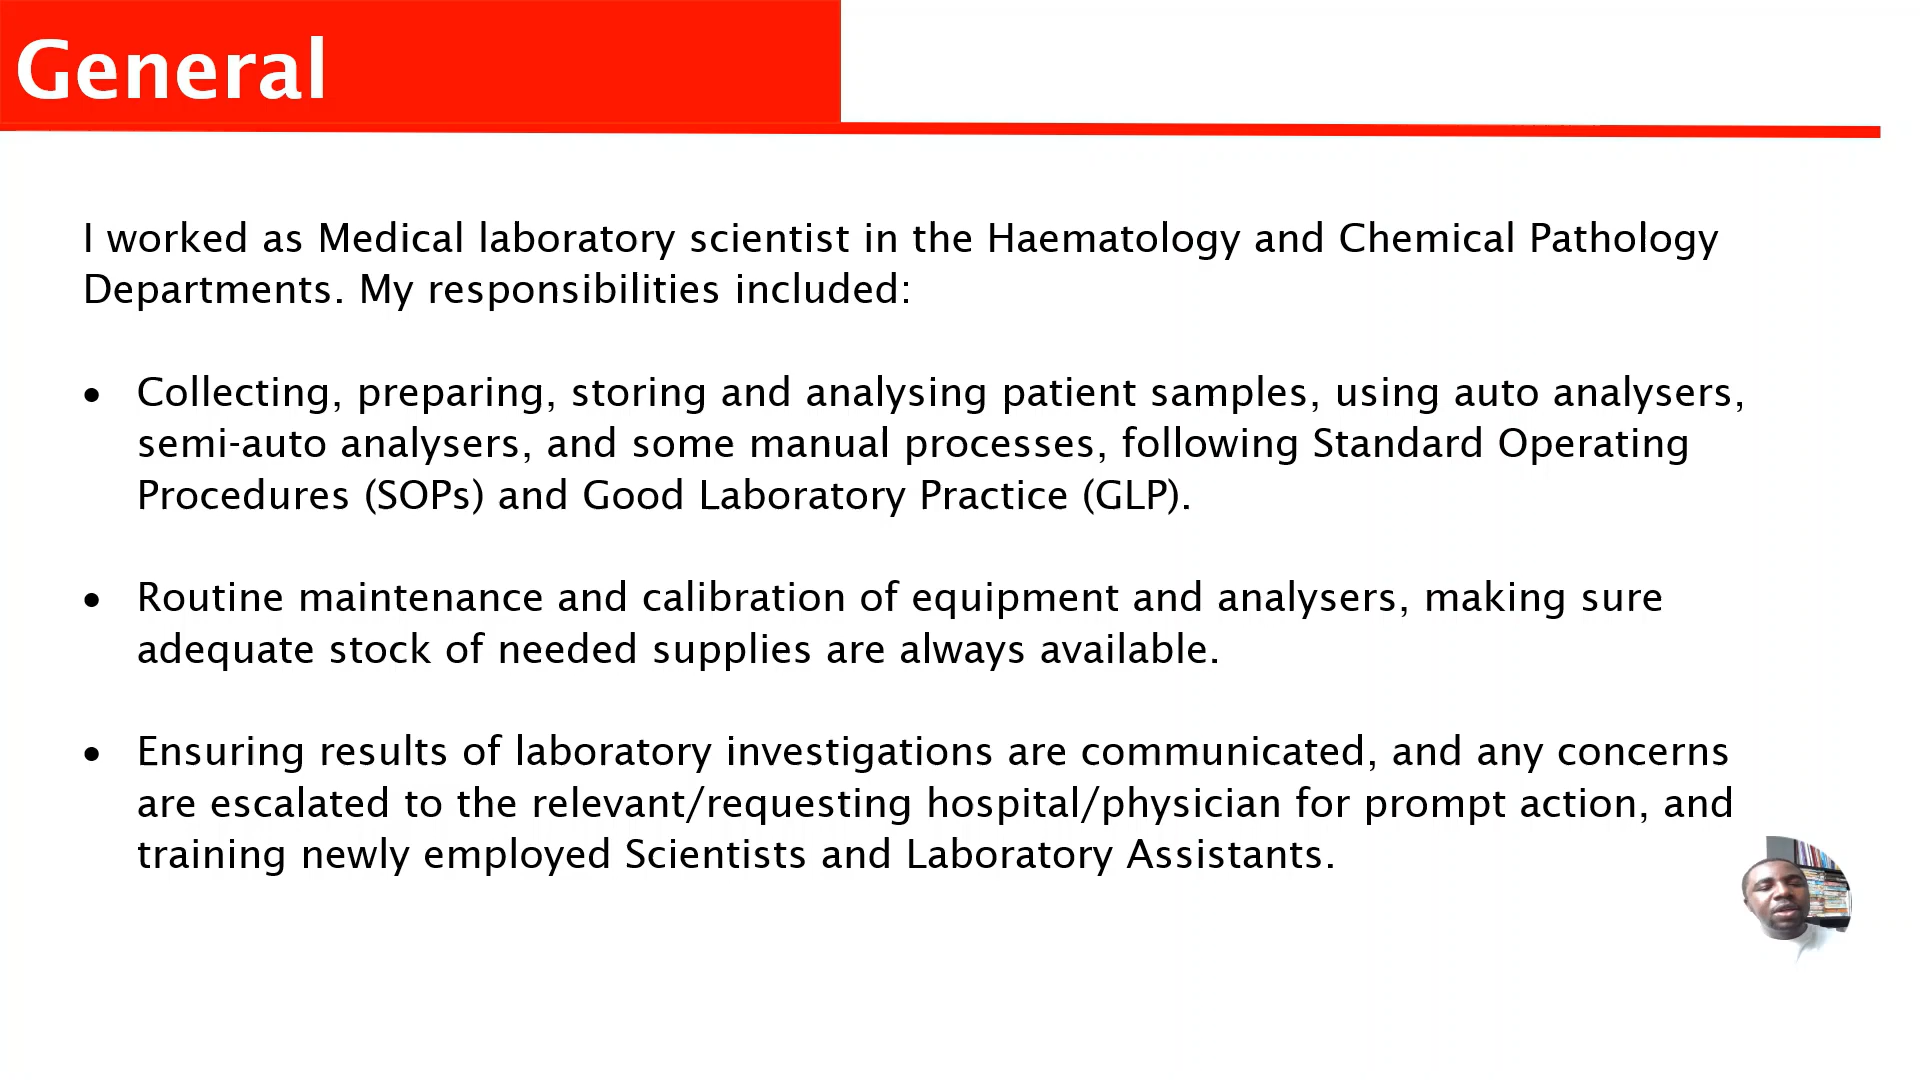 General
I worked as Medical laboratory scientist in the Haematology and Chemical Pathology
Departments. My responsibilities included:
• Collecting, preparing, storing and analysing patient samples, using auto analysers,
semi-auto analysers, and some manual processes, following Standard Operating
Procedures (SOPs) and Good Laboratory Practice (GLP).
• Routine maintenance and calibration of equipment and analysers, making sure
adequate stock of needed supplies are always available.
• Ensuring results of laboratory investigations are communicated, and any concerns
are escalated to the relevant/requesting hospital/physician for prompt action, and
training newly employed Scientists and Laboratory Assistants.